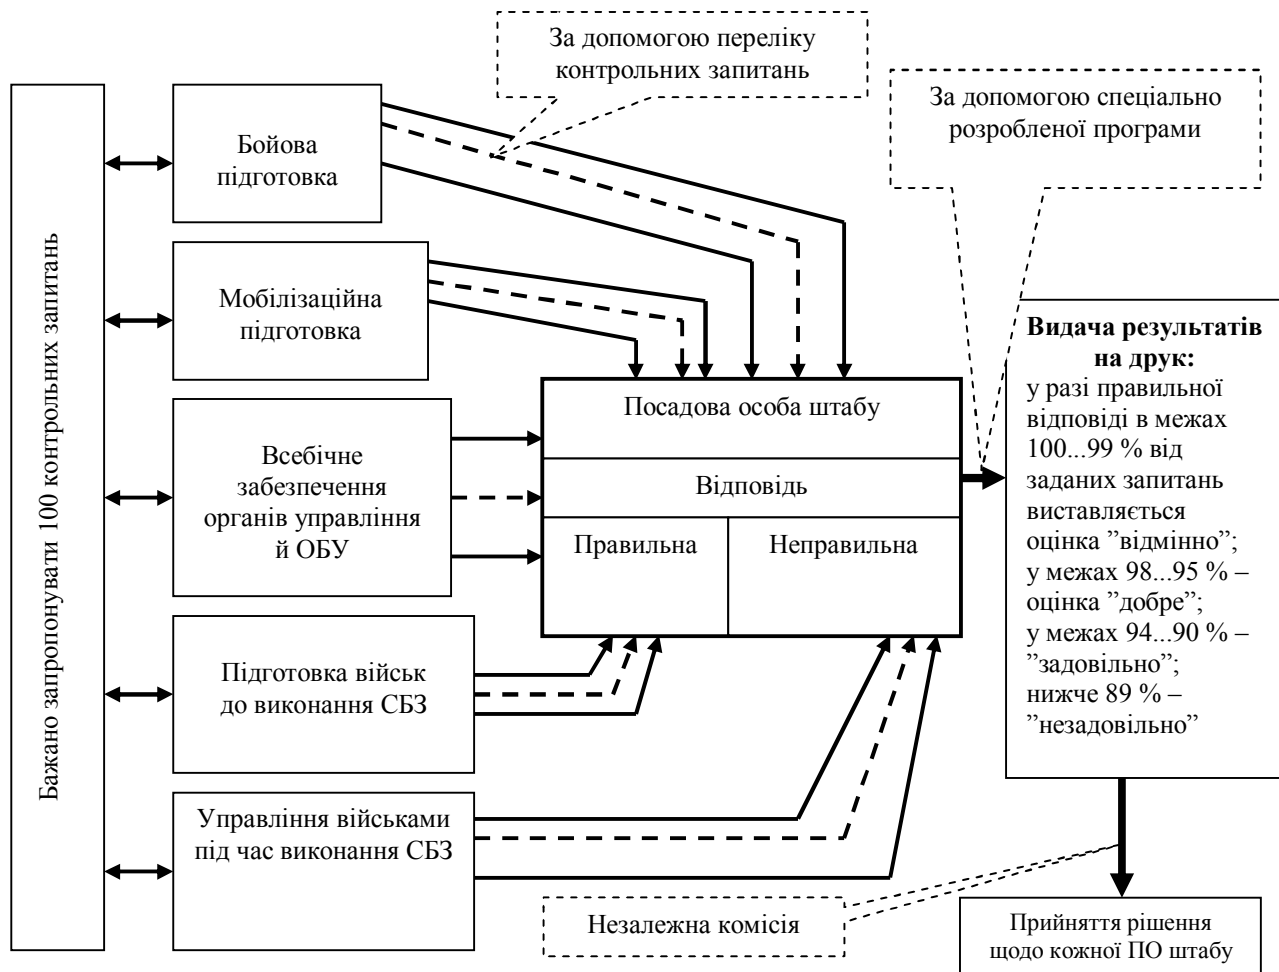 За допомогою переліку
контрольних запитань
За допомогою спеціально
розробленої програми
Бажано запропонувати 100 контрольних запитань
Бойова
підготовка
Мобілізаційна
підготовка
Всебічне
забезпечення
органів управління
й ОБУ
Підготовка військ
до виконання СБЗ
Управління військами
під час виконання СБЗ
Посадова особа штабу
Відповідь
Правильна
Неправильна
Видача результатів
на друк:
у разі правильної
відповіді в межах
100...99 % від
заданих запитань
виставляється
оцінка ”відмінно”;
у межах 98...95 % –
оцінка ”добре”;
у межах 94...90 % –
”задовільно”;
нижче 89 % –
”незадовільно”
Незалежна комісія
Прийняття рішення
щодо кожної ПО штабу